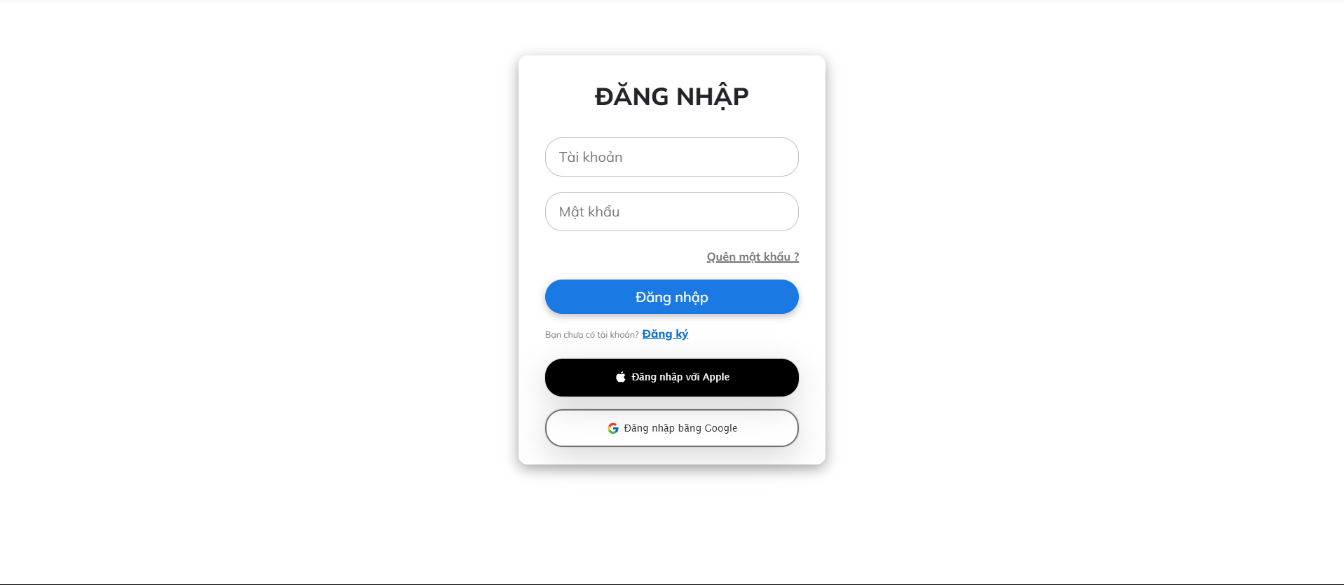 ĐĂNG NHẬP
Tài khoản
Mật khẩu
Quên mật khẩu ?
Đăng nhập
Bạn chưa có tài khoản? Đăng ký
Đăng nhập với Apple
Đăng nhập bằng Google